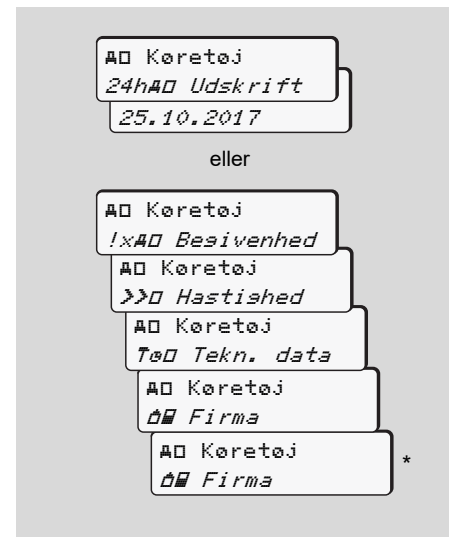 Køretøj
24h Udskrift
25.10.2017
eller
Køretøj
!x Begivenhed
Køretøj
>> Hastighed
Køretøj
Tekn. data
Køretøj
Firma
Køretøj
Firma
*